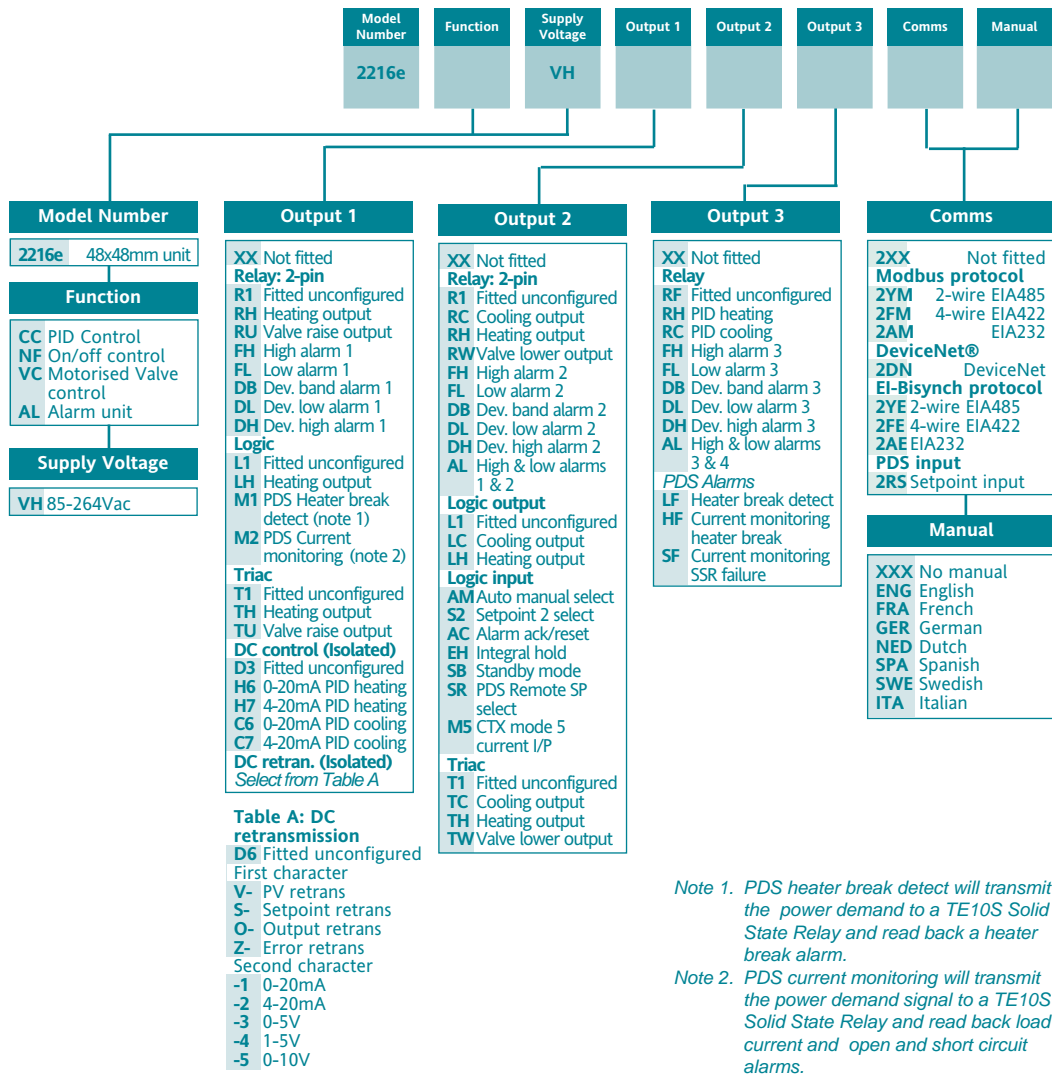 Model Number
Function
Supply Voltage
Output 1
Output 2
Output 3
Comms
Manual
2216e
VH
Model Number
2216e 48x48mm unit
Function
CC PID Control
NF On/off control
VC Motorised Valve
control
AL Alarm unit
Supply Voltage
VH 85-264Vac
Output 1
XX Not fitted
Relay: 2-pin
R1 Fitted unconfigured
RH Heating output
RU Valve raise output
FH High alarm 1
FL Low alarm 1
DB Dev. band alarm 1
DL Dev. low alarm 1
DH Dev. high alarm 1
Logic
L1 Fitted unconfigured
LH Heating output
M1 PDS Heater break
detect (note 1)
M2 PDS Current
monitoring (note 2)
Triac
T1 Fitted unconfigured
TH Heating output
TU Valve raise output
DC control (Isolated)
D3 Fitted unconfigured
H6 0-20mA PID heating
H7 4-20mA PID heating
C6 0-20mA PID cooling
C7 4-20mA PID cooling
DC retran. (Isolated)
Select from Table A
Table A: DC
retransmission
D6 Fitted unconfigured
First character
V- PV retrans
S- Setpoint retrans
O- Output retrans
Z- Error retrans
Second character
-1 0-20mA
-2 4-20mA
-3 0-5V
-4 1-5V
-5 0-10V
Output 2
XX Not fitted
Relay: 2-pin
R1 Fitted unconfigured
RC Cooling output
RH Heating output
RW Valve lower output
FH High alarm 2
FL Low alarm 2
DB Dev. band alarm 2
DL Dev. low alarm 2
DH Dev. high alarm 2
AL High & low alarms
1 & 2
Logic output
L1 Fitted unconfigured
LC Cooling output
LH Heating output
Logic input
AM Auto manual select
S2 Setpoint 2 select
AC Alarm ack/reset
EH Integral hold
SB Standby mode
SR PDS Remote SP
select
M5 CTX mode 5
current I/P
Triac
T1 Fitted unconfigured
TC Cooling output
TH Heating output
TW Valve lower output
Output 3
XX Not fitted
Relay
RF Fitted unconfigured
RH PID heating
RC PID cooling
FH High alarm 3
FL Low alarm 3
DB Dev. band alarm 3
DL Dev. low alarm 3
DH Dev. high alarm 3
AL High & low alarms
3 & 4
PDS Alarms
LF Heater break detect
HF Current monitoring
heater break
SF Current monitoring
SSR failure
Comms
2XX Not fitted
Modbus protocol
2YM 2-wire EIA485
2FM 4-wire EIA422
2AM EIA232
DeviceNet®
2DN DeviceNet
EI-Bisynch protocol
2YE 2-wire EIA485
2FE 4-wire EIA422
2AE EIA232
PDS input
2RS Setpoint input
Manual
XXX No manual
ENG English
FRA French
GER German
NED Dutch
SPA Spanish
SWE Swedish
ITA Italian
Note 1. PDS heater break detect will transmit
the power demand to a TE10S Solid
State Relay and read back a heater
break alarm.
Note 2. PDS current monitoring will transmit
the power demand signal to a TE10S
Solid State Relay and read back load
current and open and short circuit
alarms.